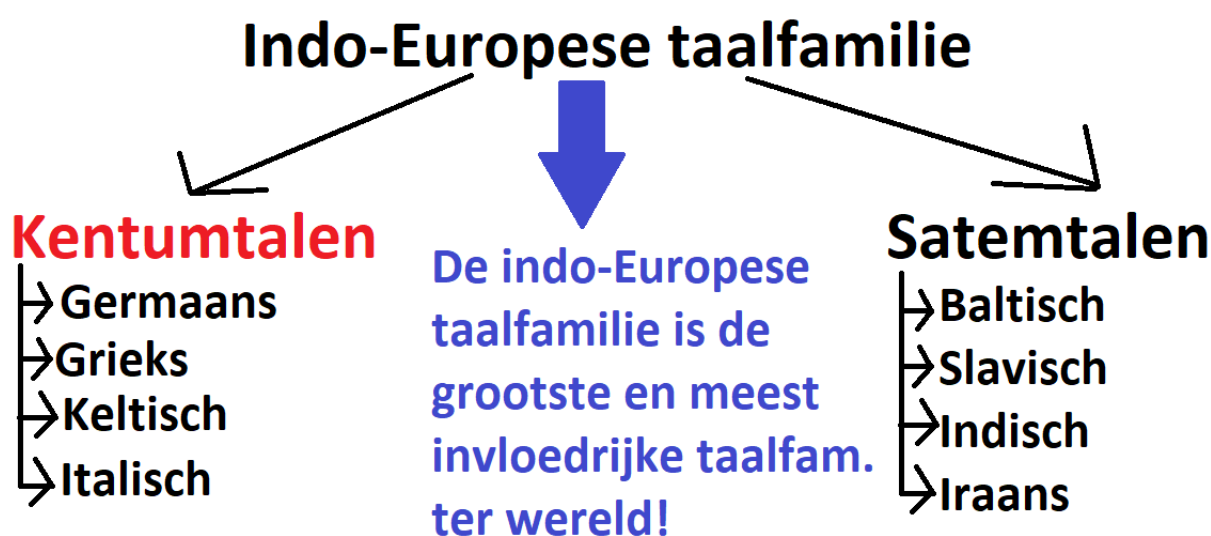 Indo-Europese taalfamilie
Kentumtalen
Germaans
Grieks
Keltisch
Italisch
De indo-Europese
taalfamilie is de
grootste en meest
invloedrijke taalfam.
ter wereld!
Satemtalen
Baltisch
Slavisch
Indisch
Iraans